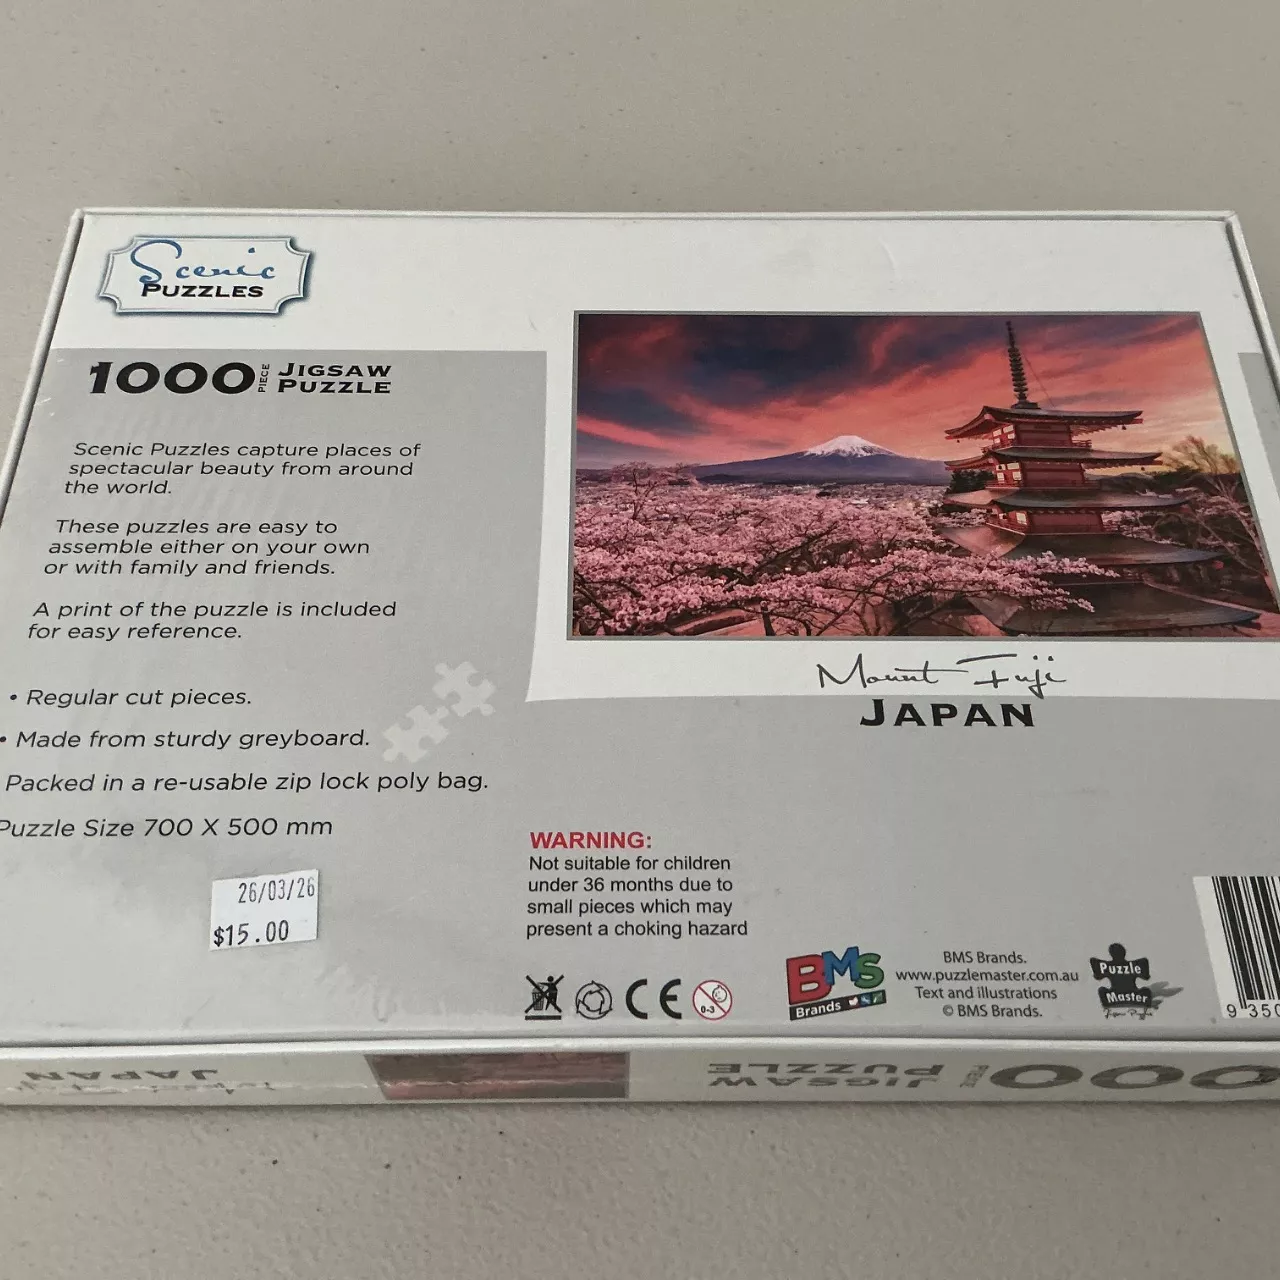 Scenic
PUZZLES
1000 PIECE JIGSAW
PUZZLE
Scenic Puzzles capture places of
spectacular beauty from around
the world.
These puzzles are easy to
assemble either on your own
or with family and friends.
A print of the puzzle is included
for easy reference.
• Regular cut pieces.
• Made from sturdy greyboard.
Packed in a re-usable zip lock poly bag.
Puzzle Size 700 X 500 mm
26/03/26
$15.00
Mount Fuji
JAPAN
WARNING:
Not suitable for children
under 36 months due to
small pieces which may
present a choking hazard
CE
0-3
BMS
Brands
BMS Brands.
www.puzzlemaster.com.au
Text and illustrations
© BMS Brands.
Puzzle
Master
9 350
JAPAN
1000 PIECE JIGSAW
PUZZLE